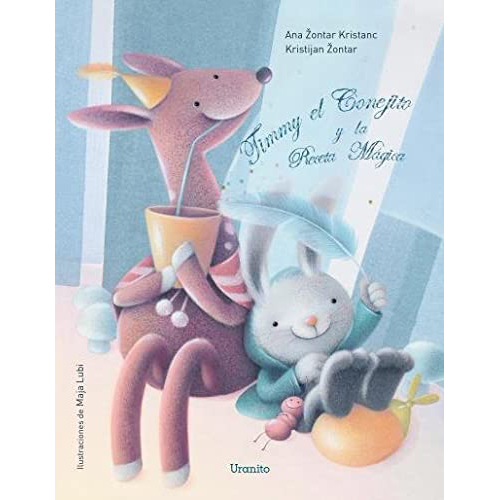 Ana Žontar Kristanc
Kristijan Žontar
Timmy el Conejito
y la
Receta Mágica
Ilustraciones de Maja Lubi
Uranito